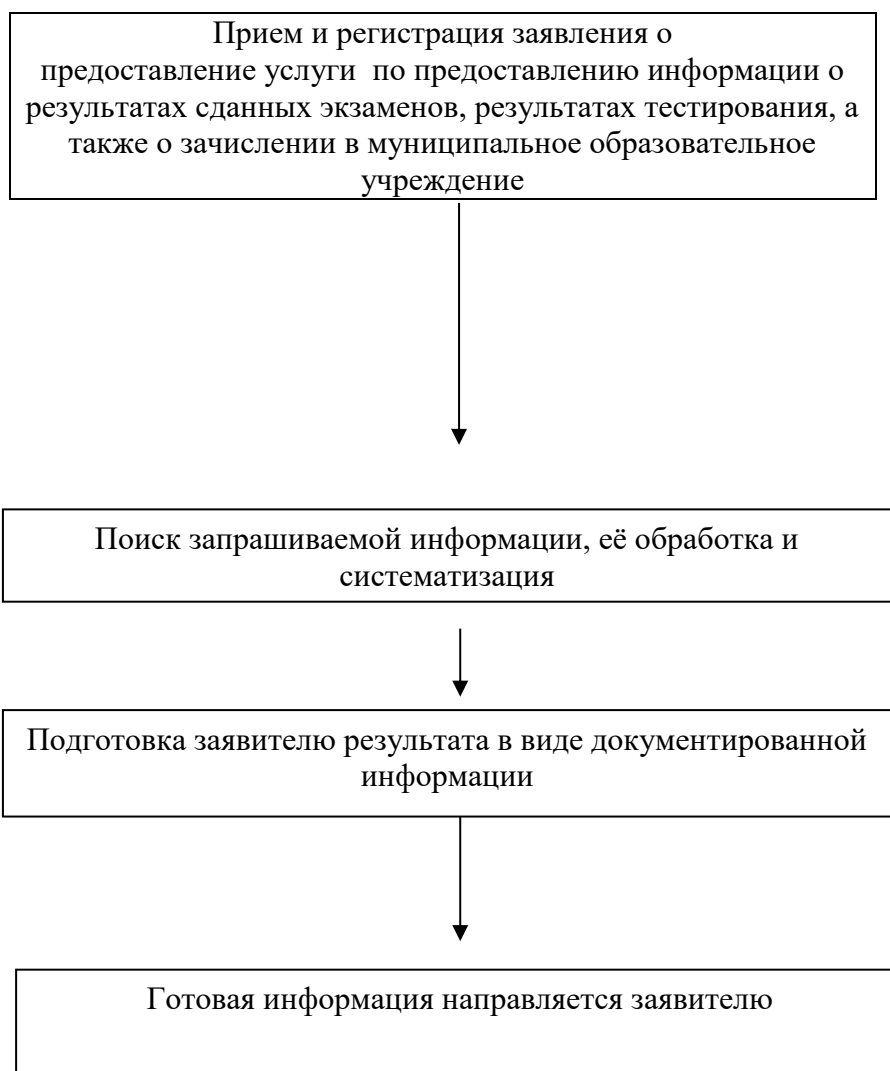 Прием и регистрация заявления о
предоставление услуги по предоставлению информации о
результатах сданных экзаменов, результатах тестирования, а
также о зачислении в муниципальное образовательное
учреждение
Поиск запрашиваемой информации, её обработка и
систематизация
Подготовка заявителю результата в виде документированной
информации
Готовая информация направляется заявителю